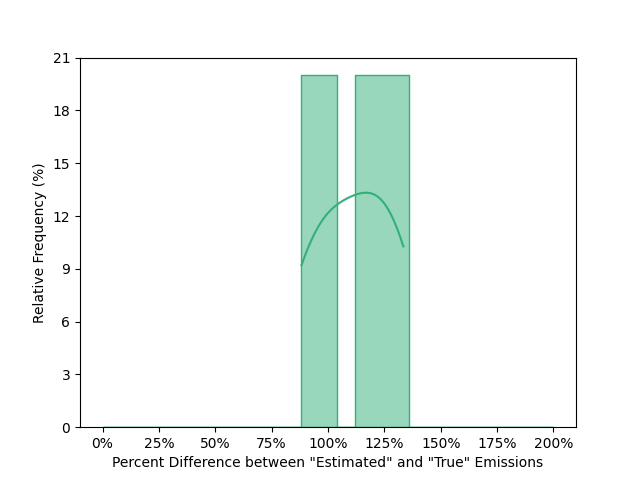 21
18
15
12
9
6
3
0
Relative Frequency (%)
0% 25% 50% 75% 100% 125% 150% 175% 200%
Percent Difference between "Estimated" and "True" Emissions